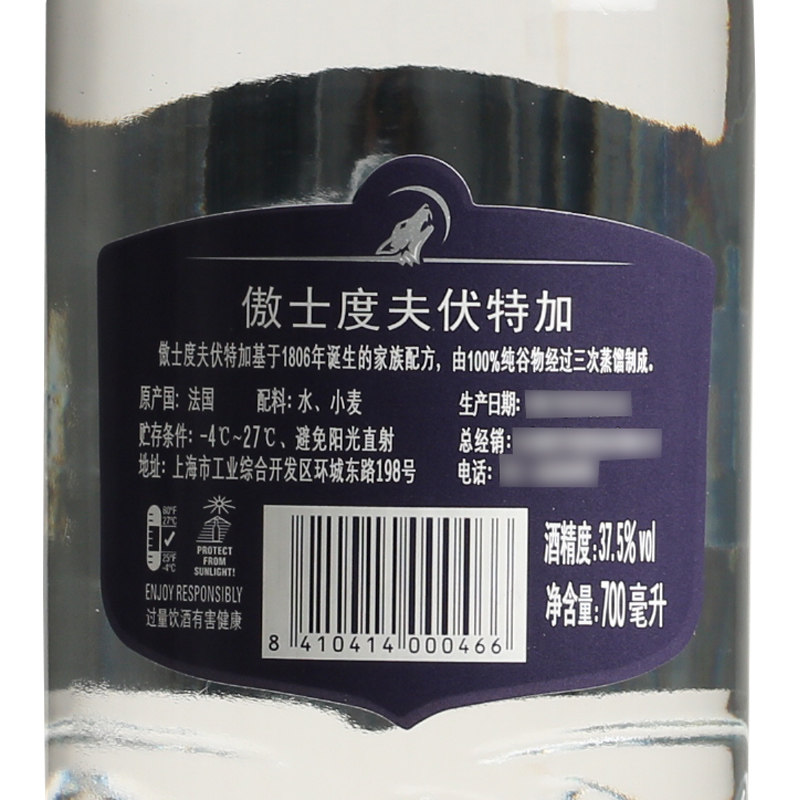 傲士度夫伏特加
傲士度夫伏特加基于1806年诞生的家族配方，由100%纯谷物经过三次蒸馏制成。
原产国：法国 配料：水、小麦 生产日期：
贮存条件：-4℃~27℃、避免阳光直射 总经销：
地址：上海市工业综合开发区环城东路198号 电话：
80°F
27°C
25°F
-4°C
PROTECT
FROM
SUNLIGHT!
ENJOY RESPONSIBLY
过量饮酒有害健康
8 410414 000466
酒精度：37.5% vol
净含量：700毫升